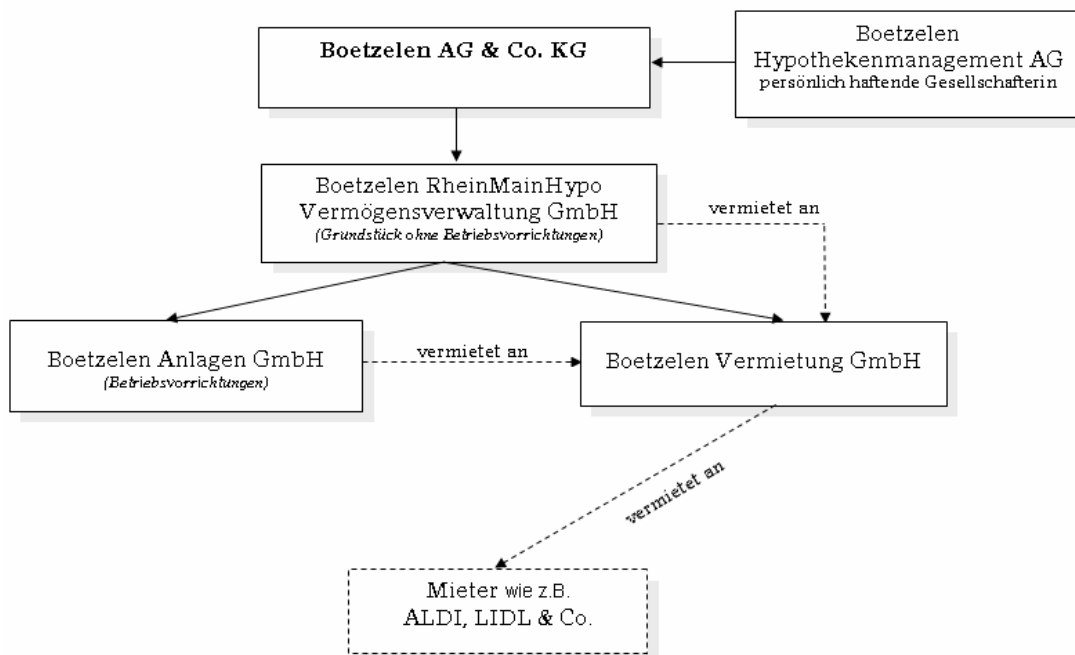 Boetzelen AG & Co. KG
Boetzelen
Hypothekenmanagement AG
persönlich haftende Gesellschafterin
Boetzelen RheinMainHypo
Vermögensverwaltung GmbH
(Grundstück ohne Betriebsvorrichtungen)
vermietet an
Boetzelen Anlagen GmbH
(Betriebsvorrichtungen)
vermietet an
Boetzelen Vermietung GmbH
vermietet an
Mieter wie z.B.
ALDI, LIDL & Co.